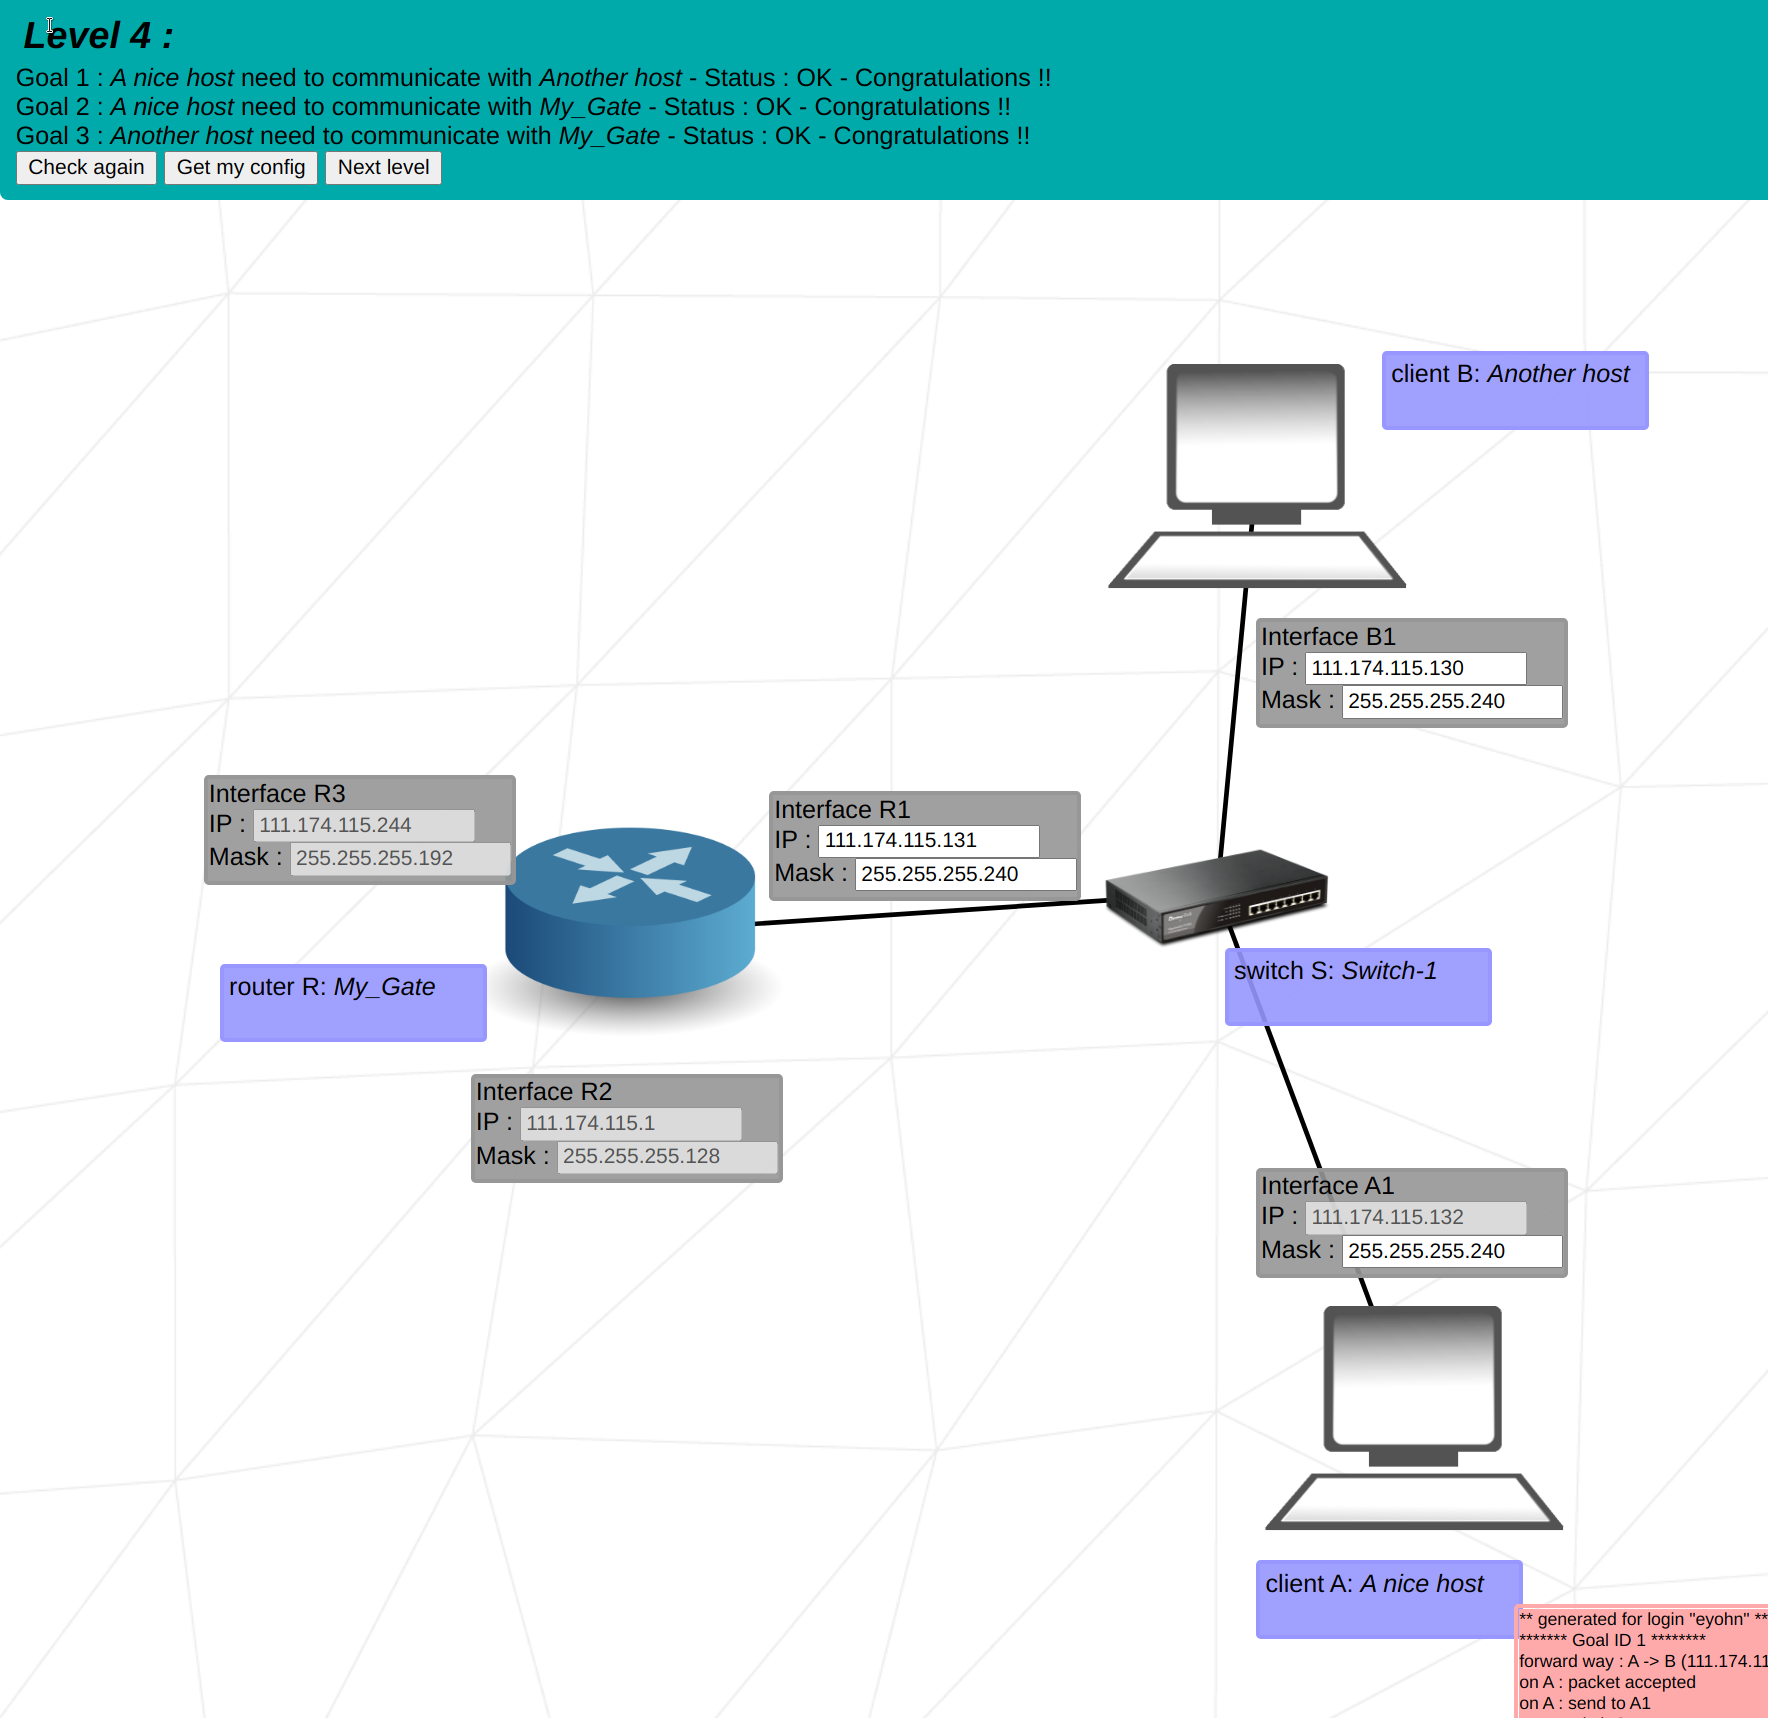 Level 4 :
Goal 1 : A nice host need to communicate with Another host - Status : OK - Congratulations !!
Goal 2 : A nice host need to communicate with My_Gate - Status : OK - Congratulations !!
Goal 3 : Another host need to communicate with My_Gate - Status : OK - Congratulations !!
Check again Get my config Next level
client B: Another host
Interface B1
IP : 111.174.115.130
Mask : 255.255.255.240
Interface R3
IP : 111.174.115.244
Mask : 255.255.255.192
Interface R1
IP : 111.174.115.131
Mask : 255.255.255.240
router R: My_Gate
switch S: Switch-1
Interface R2
IP : 111.174.115.1
Mask : 255.255.255.128
Interface A1
IP : 111.174.115.132
Mask : 255.255.255.240
client A: A nice host
** generated for login "eyohn" **
******* Goal ID 1 ********
forward way : A -> B (111.174.11
on A : packet accepted
on A : send to A1